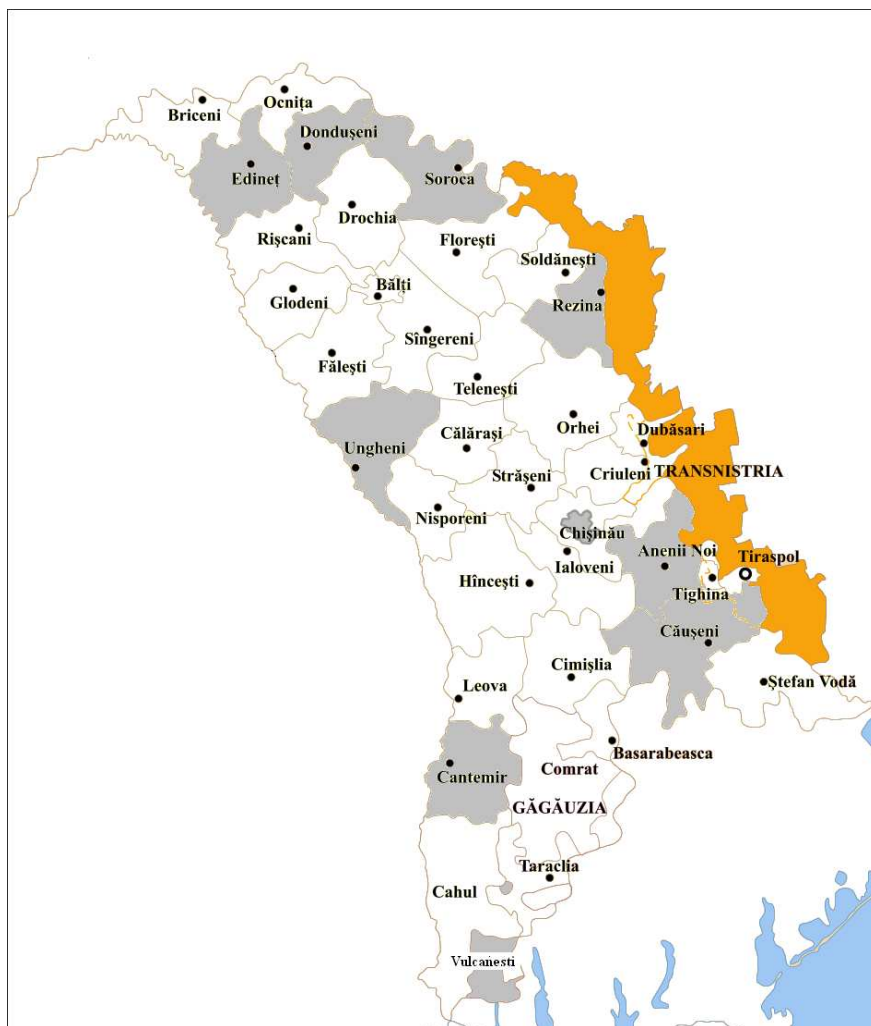 Ocnița
Briceni
Dondușeni
Edineț
Soroca
Drochia
Rîșcani
Florești
Soldănești
Bălți
Glodeni
Rezina
Sîngereni
Fălești
Telenești
Orhei
Călărași
Dubăsari
Ungheni
Criuleni
TRANSNISTRIA
Strășeni
Nisporeni
Chișinău
Anenii Noi
Tiraspol
Ialoveni
Hîncești
Tighina
Căușeni
Cimișlia
Leova
Ștefan Vodă
Basarabeasca
Cantemir
Comrat
GĂGĂUZIA
Taraclia
Cahul
Vulcanesti